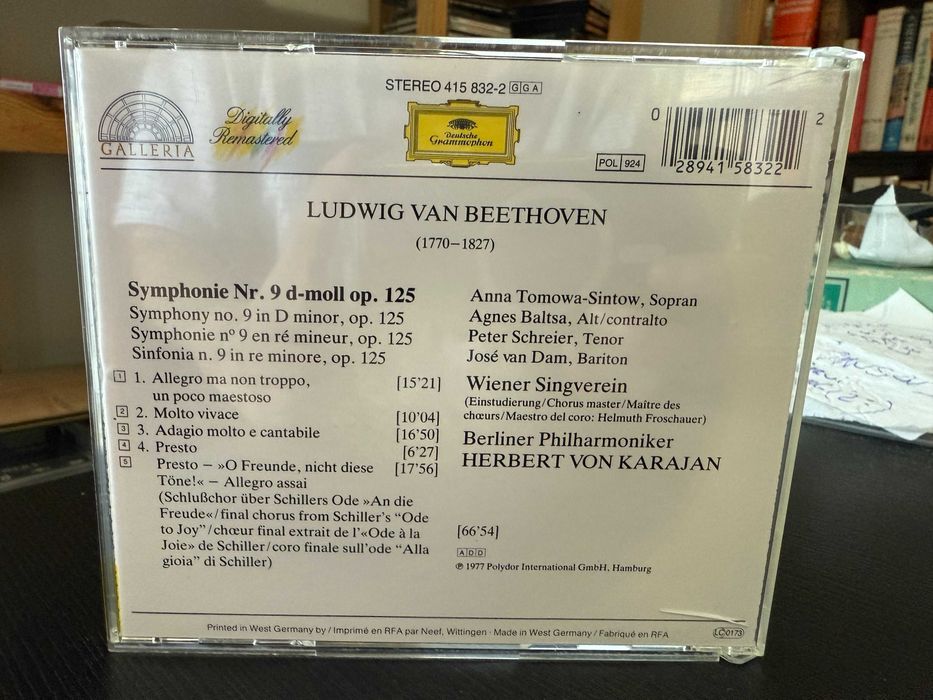 STEREO 415 832-2 GGA
GALLERIA
Digitally
Remastered
Deutsche
Grammophon
POL 924
0 28941 58322 2
LUDWIG VAN BEETHOVEN
(1770–1827)
Symphonie Nr. 9 d-moll op. 125
Symphony no. 9 in D minor, op. 125
Symphonie nº 9 en ré mineur, op. 125
Sinfonia n. 9 in re minore, op. 125
1 1. Allegro ma non troppo, [15'21]
un poco maestoso
2 2. Molto vivace [10'04]
3 3. Adagio molto e cantabile [16'50]
4 4. Presto [6'27]
5 Presto – »O Freunde, nicht diese [17'56]
Töne!« – Allegro assai
(Schlußchor über Schillers Ode »An die
Freude«/final chorus from Schiller's "Ode
to Joy"/chœur final extrait de l'«Ode à la
Joie» de Schiller/coro finale sull'ode "Alla
gioia" di Schiller)
Anna Tomowa-Sintow, Sopran
Agnes Baltsa, Alt/contralto
Peter Schreier, Tenor
José van Dam, Bariton
Wiener Singverein
(Einstudierung/Chorus master/Maître des
chœurs/Maestro del coro: Helmuth Froschauer)
Berliner Philharmoniker
HERBERT VON KARAJAN
[66'54]
ADD
℗ 1977 Polydor International GmbH, Hamburg
Printed in West Germany by / Imprimé en RFA par Neef, Wittingen · Made in West Germany / Fabriqué en RFA
LC 0173